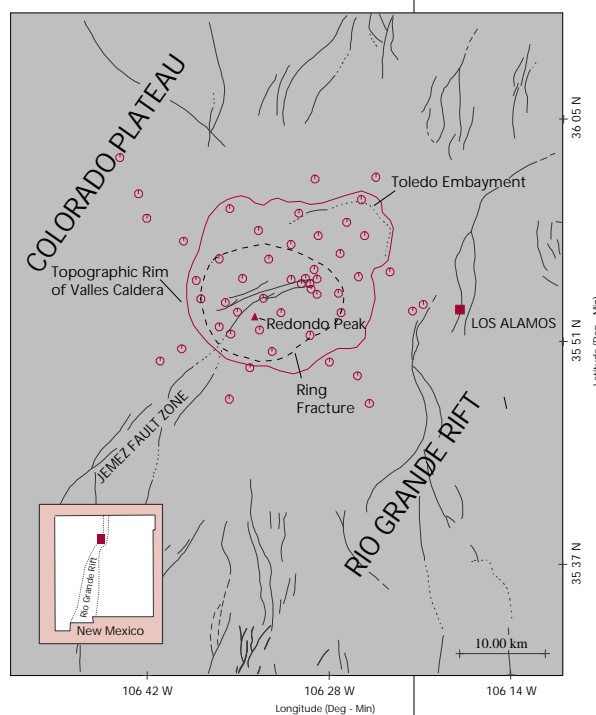 COLORADO PLATEAU
36 05 N
Toledo Embayment
Topographic Rim
of Valles Caldera
Redondo Peak
LOS ALAMOS
35 51 N
Ring
Fracture
JEMEZ FAULT ZONE
RIO GRANDE RIFT
35 37 N
Rio Grande Rift
New Mexico
10.00 km
106 42 W
106 28 W
106 14 W
Longitude (Deg - Min)